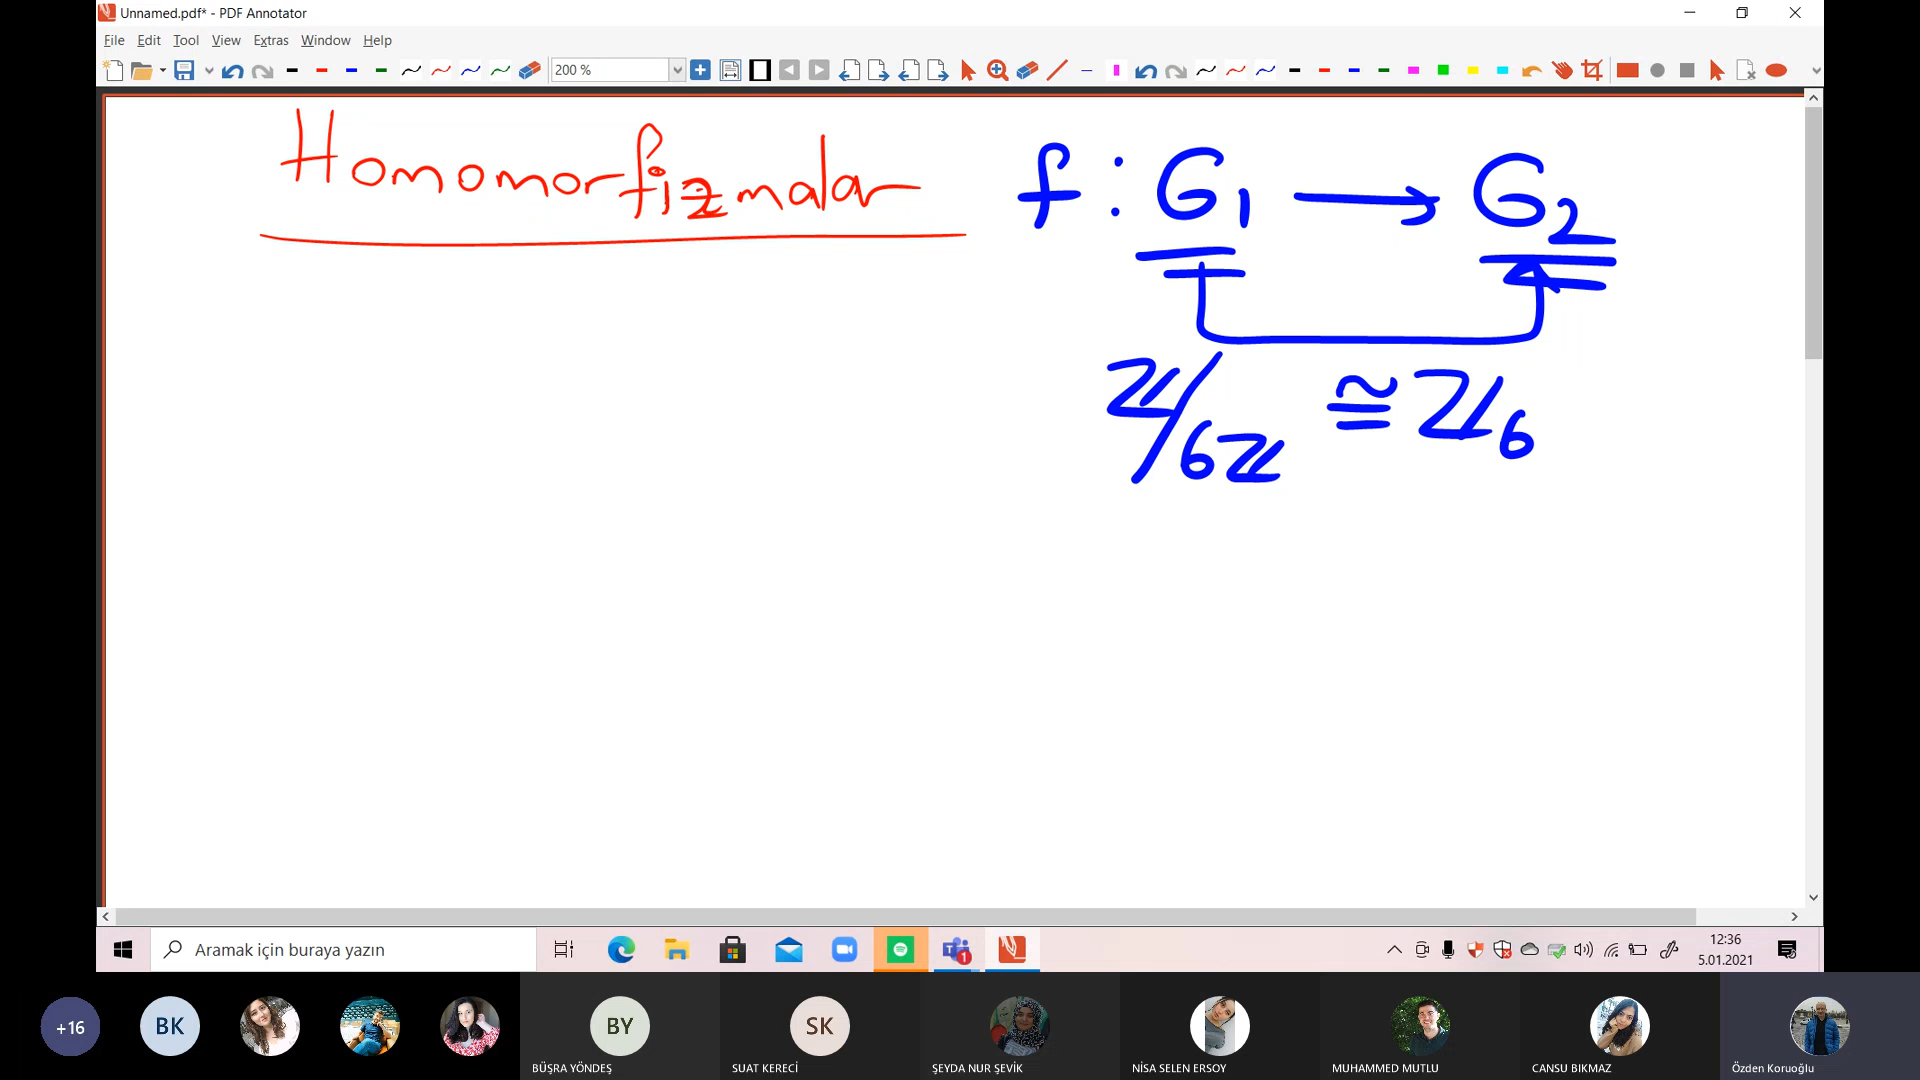 Unnamed.pdf* - PDF Annotator
File Edit Tool View Extras Window Help
200 %
Homomorfizmalar
f : G₁ → G₂
ℤ/6ℤ ≅ ℤ₆
Aramak için buraya yazın
1
12:36
5.01.2021
+16
BK
BY
SK
BÜŞRA YÖNDEŞ
SUAT KERECİ
ŞEYDA NUR ŞEVİK
NİSA SELEN ERSOY
MUHAMMED MUTLU
CANSU BIKMAZ
Özden Koruoğlu